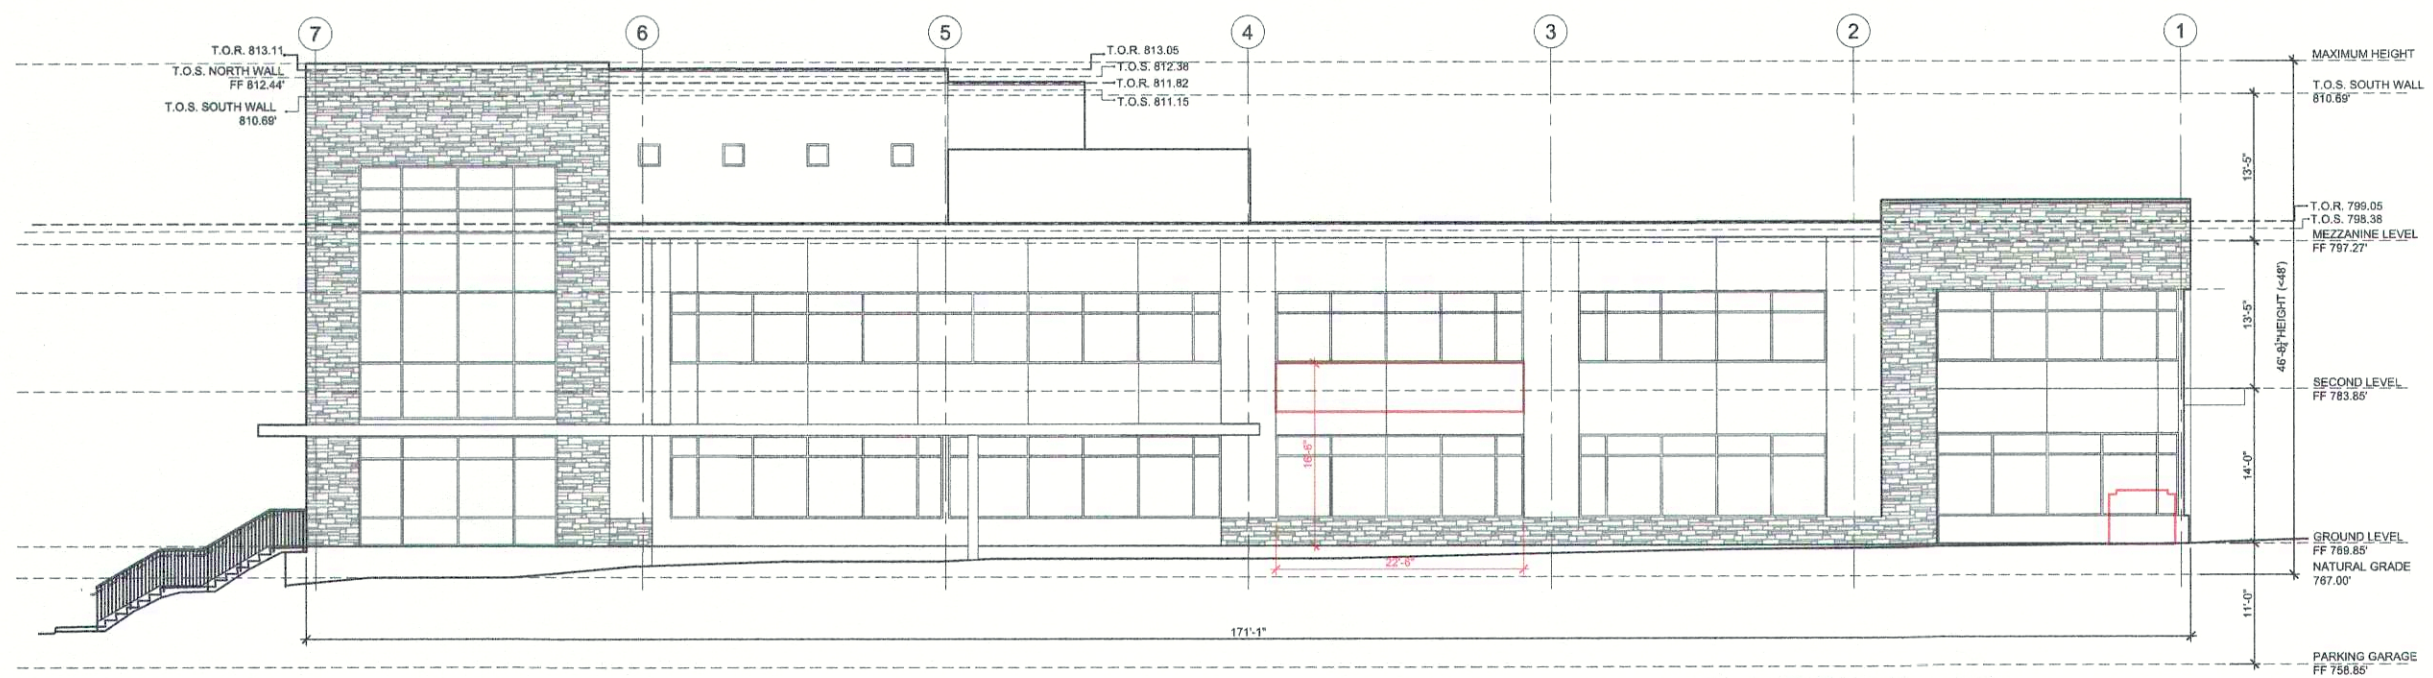 7
6
5
4
3
2
1
T.O.R. 813.11
T.O.S. NORTH WALL
FF 812.44'
T.O.S. SOUTH WALL
810.69'
T.O.R. 813.05
T.O.S. 812.38
T.O.R. 811.82
T.O.S. 811.15
MAXIMUM HEIGHT
T.O.S. SOUTH WALL
810.69'
13'-5"
T.O.R. 799.05
T.O.S. 798.38
MEZZANINE LEVEL
FF 797.27'
13'-5"
46'-8¼"HEIGHT (<48')
SECOND LEVEL
FF 783.85'
16'-6"
14'-0"
22'-6"
GROUND LEVEL
FF 769.85'
NATURAL GRADE
767.00'
11'-0"
171'-1"
PARKING GARAGE
FF 758.85'